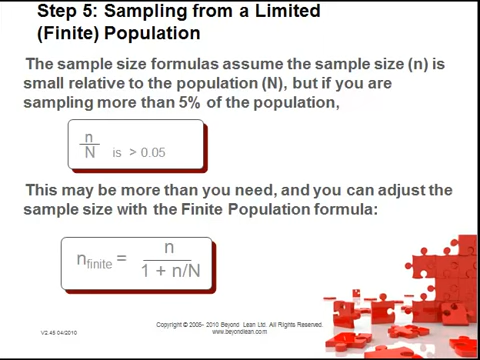 Step 5: Sampling from a Limited
(Finite) Population
The sample size formulas assume the sample size (n) is
small relative to the population (N), but if you are
sampling more than 5% of the population,
n
N is > 0.05
This may be more than you need, and you can adjust the
sample size with the Finite Population formula:
nfinite = n
1 + n/N
V2.45 04/2010
Copyright © 2005- 2010 Beyond Lean Ltd. All Rights Reserved.
www.beyondlean.com